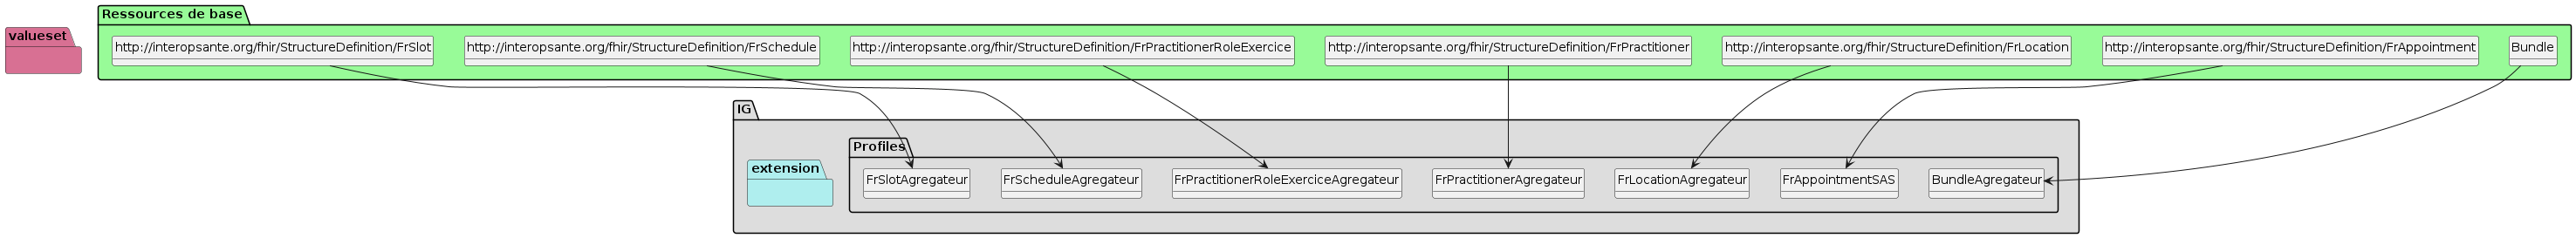 Ressources de base
valueset
http://interopsante.org/fhir/StructureDefinition/FrSlot
http://interopsante.org/fhir/StructureDefinition/FrSchedule
http://interopsante.org/fhir/StructureDefinition/FrPractitionerRoleExercice
http://interopsante.org/fhir/StructureDefinition/FrPractitioner
http://interopsante.org/fhir/StructureDefinition/FrLocation
http://interopsante.org/fhir/StructureDefinition/FrAppointment
Bundle
IG
Profiles
extension
FrSlotAgregateur
FrScheduleAgregateur
FrPractitionerRoleExerciceAgregateur
FrPractitionerAgregateur
FrLocationAgregateur
FrAppointmentSAS
BundleAgregateur